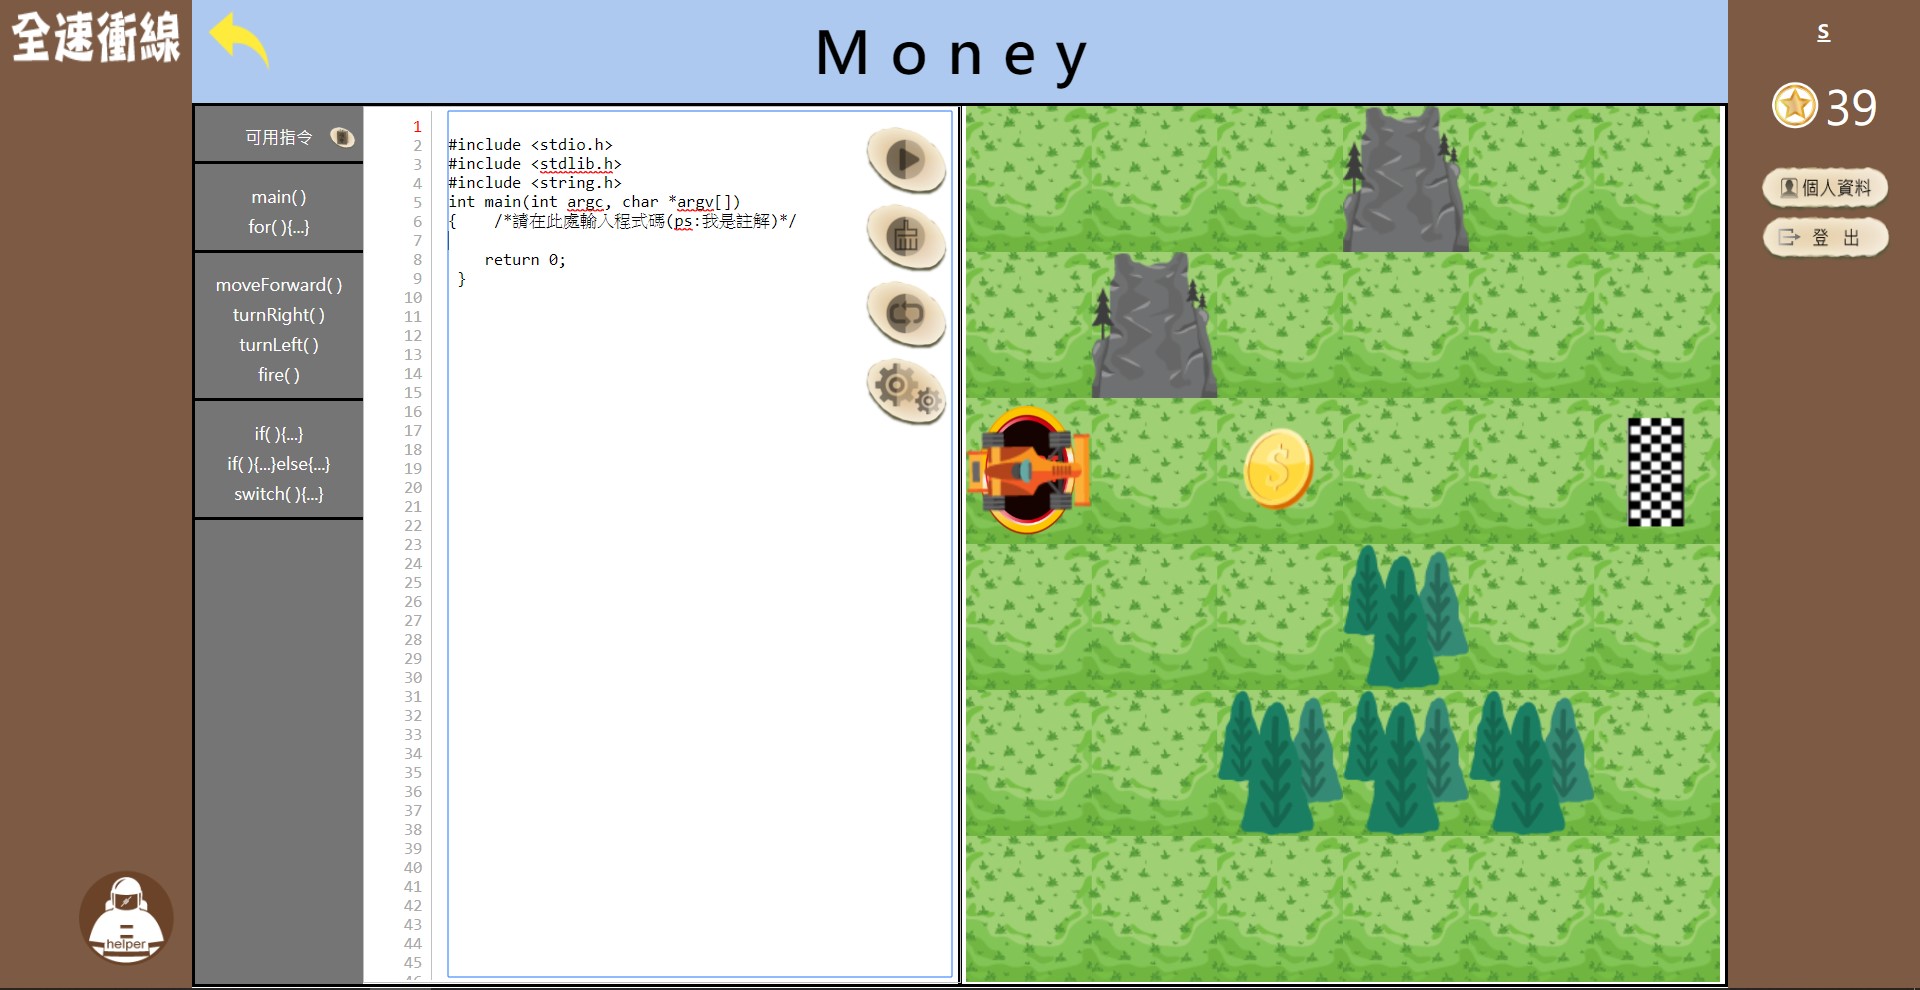 全速衝線
Money
S
39
個人資料
登 出
可用指令
main( )
for( ){...}
moveForward( )
turnRight( )
turnLeft( )
fire( )
if( ){...}
if( ){...}else{...}
switch( ){...}
helper
1
2 #include <stdio.h>
3 #include <stdlib.h>
4 #include <string.h>
5 int main(int argc, char *argv[])
6 {    /*請在此處輸入程式碼(ps:我是註解)*/
7
8     return 0;
9  }
10
11
12
13
14
15
16
17
18
19
20
21
22
23
24
25
26
27
28
29
30
31
32
33
34
35
36
37
38
39
40
41
42
43
44
45
$